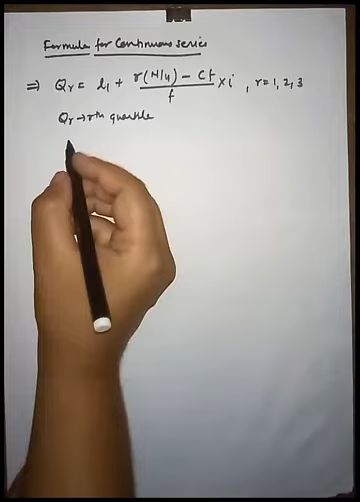 Formula for Continuous series
⇒ Qr = l₁ + r(N/4) − Cf / f × i , r = 1, 2, 3
Qr → rth quartile